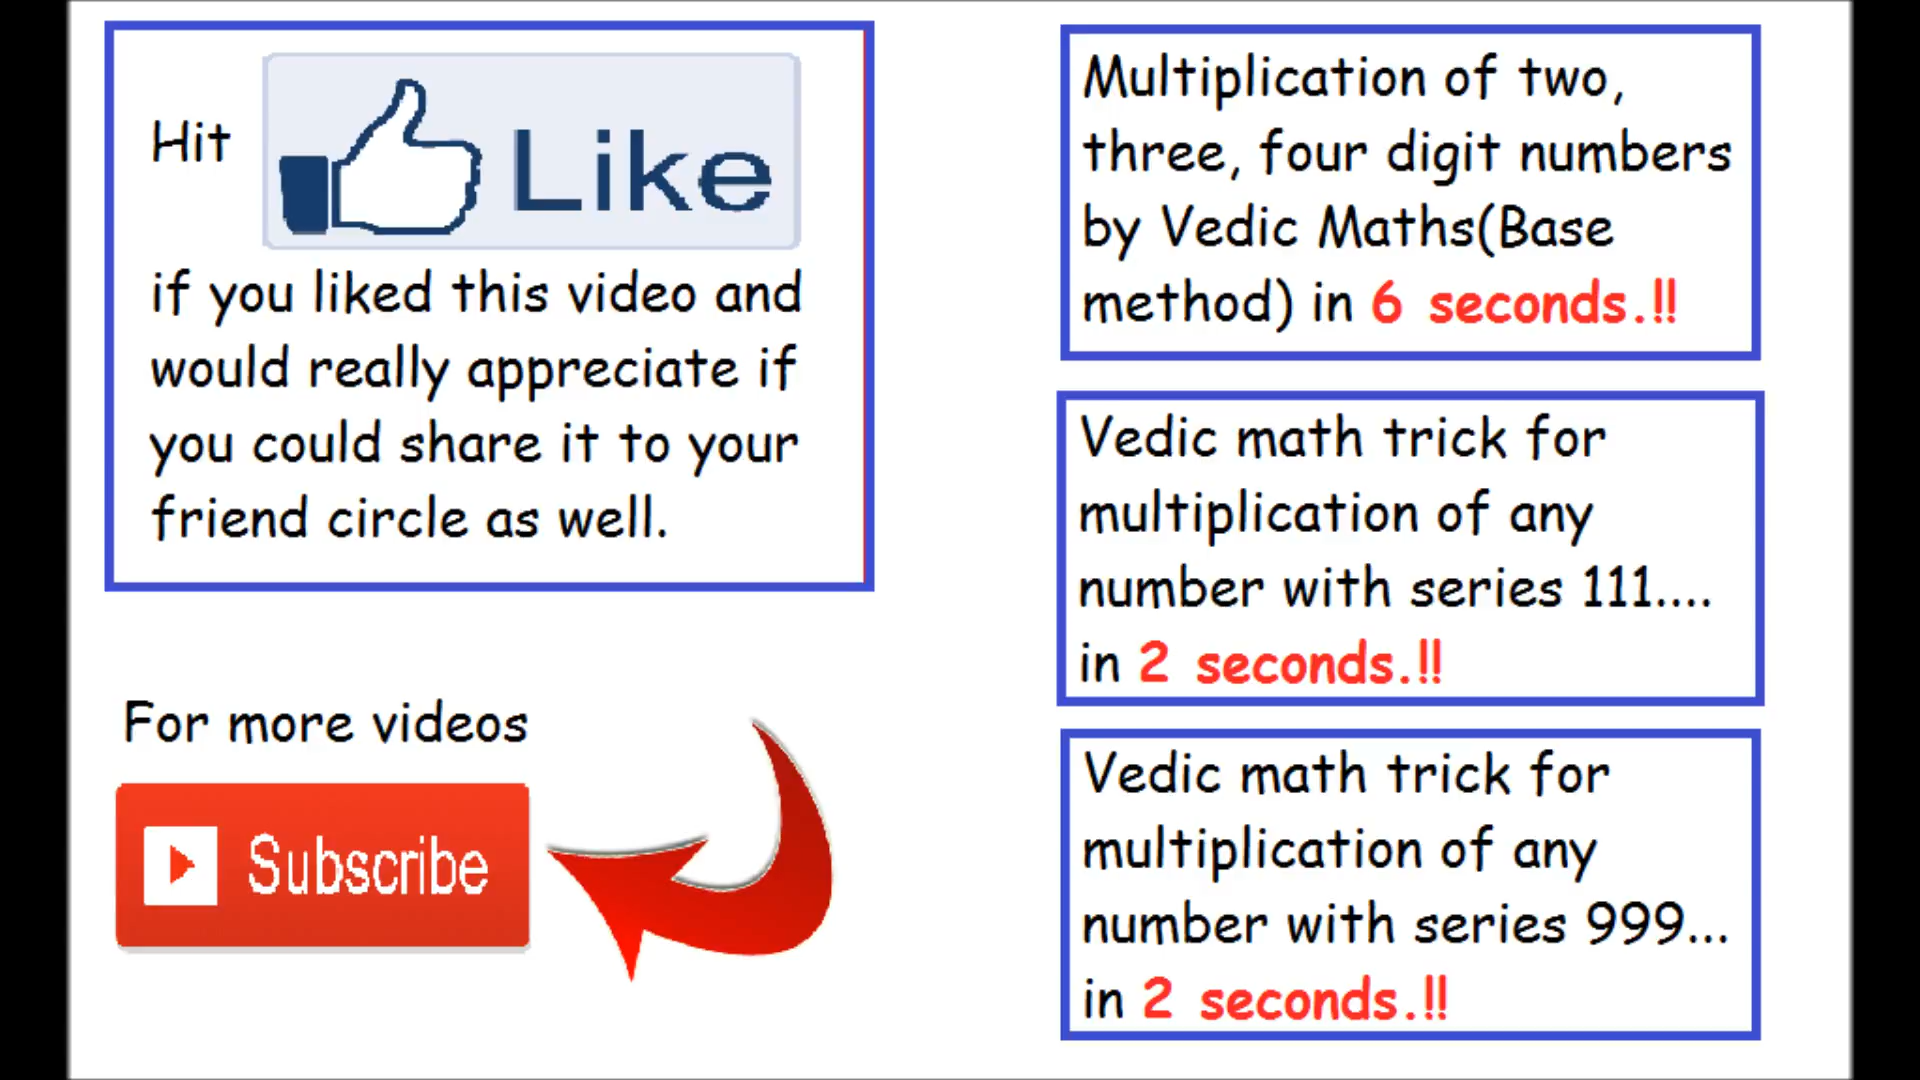 Hit
Like
if you liked this video and
would really appreciate if
you could share it to your
friend circle as well.
For more videos
Subscribe
Multiplication of two,
three, four digit numbers
by Vedic Maths(Base
method) in 6 seconds.!!
Vedic math trick for
multiplication of any
number with series 111....
in 2 seconds.!!
Vedic math trick for
multiplication of any
number with series 999...
in 2 seconds.!!